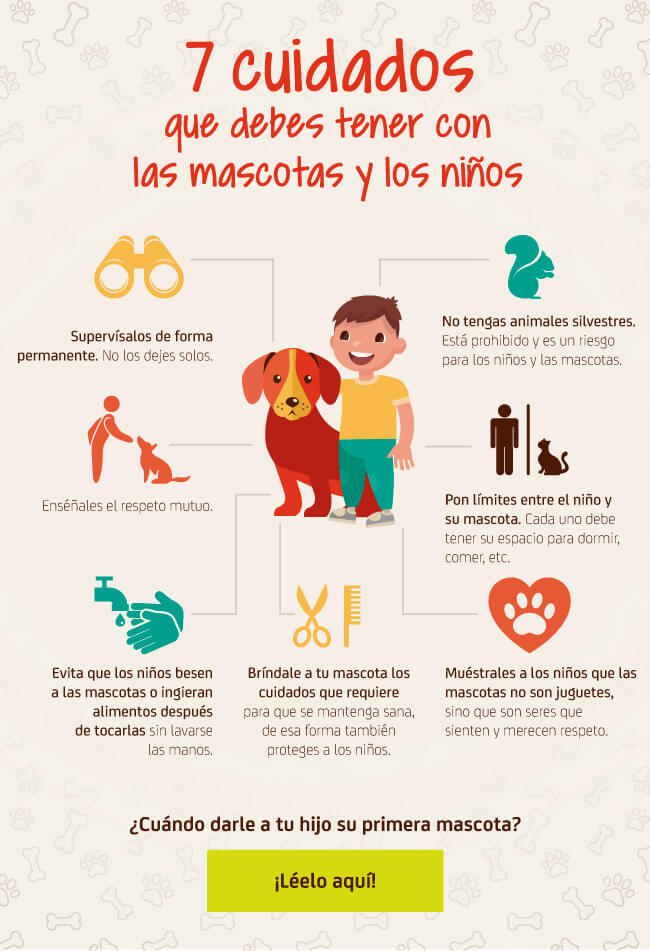 7 cuidados
que debes tener con
las mascotas y los niños
Supervísalos de forma
permanente. No los dejes solos.
No tengas animales silvestres.
Está prohibido y es un riesgo
para los niños y las mascotas.
Enséñales el respeto mutuo.
Pon límites entre el niño y
su mascota. Cada uno debe
tener su espacio para dormir,
comer, etc.
Evita que los niños besen
a las mascotas o ingieran
alimentos después
de tocarlas sin lavarse
las manos.
Bríndale a tu mascota los
cuidados que requiere
para que se mantenga sana,
de esa forma también
proteges a los niños.
Muéstrales a los niños que las
mascotas no son juguetes,
sino que son seres que
sienten y merecen respeto.
¿Cuándo darle a tu hijo su primera mascota?
¡Léelo aquí!